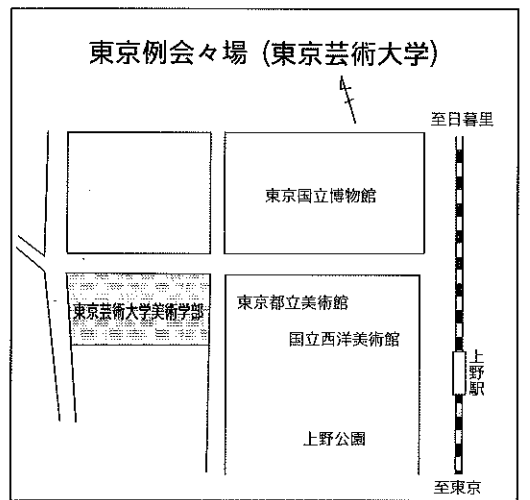 東京例会々場 (東京芸術大学)
至日暮里
東京国立博物館
東京芸術大学美術学部
東京都立美術館
国立西洋美術館
上野駅
上野公園
至東京